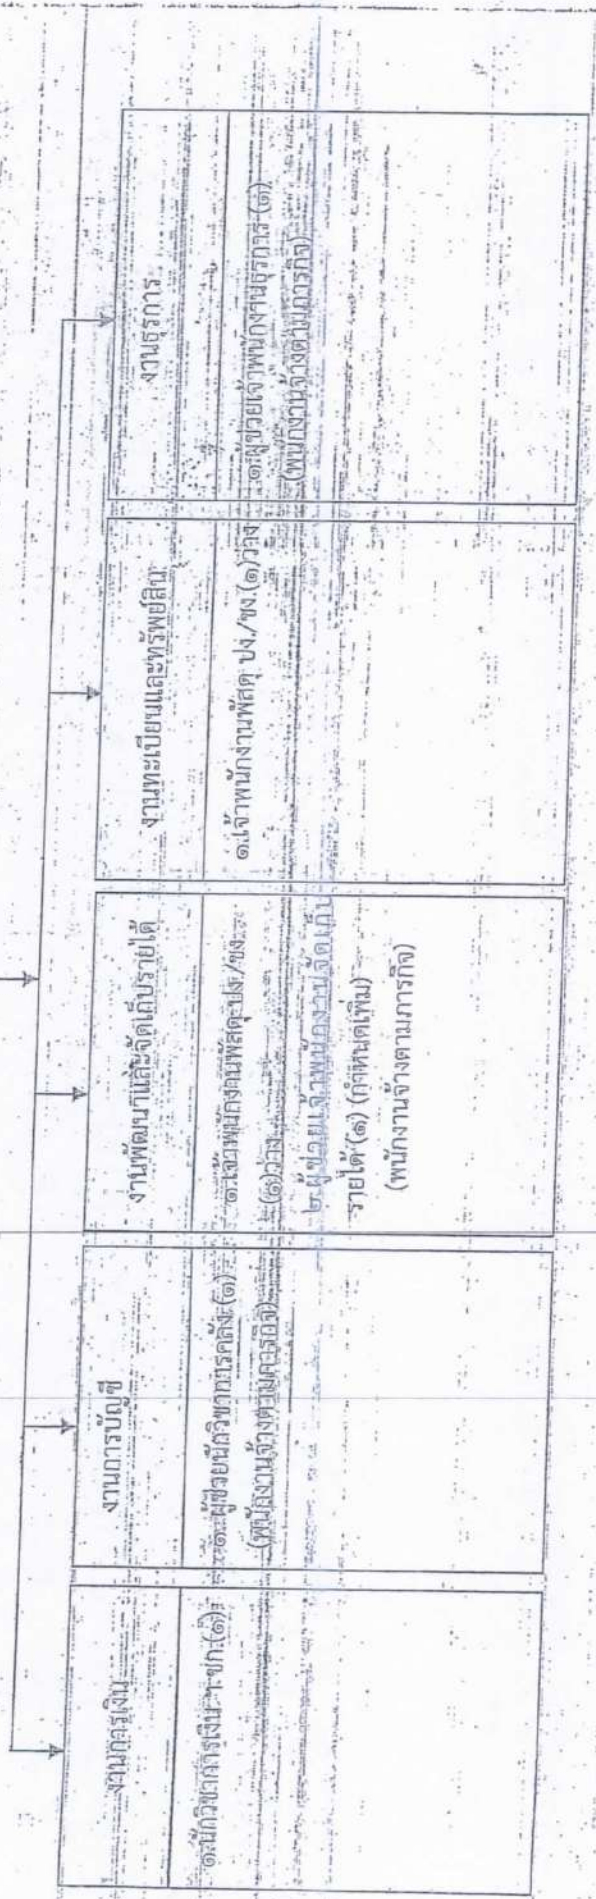 งานการเงิน
๑.นักวิชาการเงิน ฯ ชก.(๑)
งานการบัญชี
๑. ผู้ช่วยนักวิชาการคลัง (๑)
(พนักงานจ้างตามภารกิจ)
งานพัฒนาและจัดเก็บรายได้
๑.เจ้าพนักงานพัสดุ ปง./ชง.
(๑)ว่าง
๒.ผู้ช่วยเจ้าพนักงานจัดเก็บ
รายได้ (๑) (กำหนดเพิ่ม)
(พนักงานจ้างตามภารกิจ)
งานทะเบียนและทรัพย์สิน
๑.เจ้าพนักงานพัสดุ ปง./ชง.(๑)ว่าง
งานธุรการ
๑.ผู้ช่วยเจ้าพนักงานธุรการ (๑)
(พนักงานจ้างตามภารกิจ)